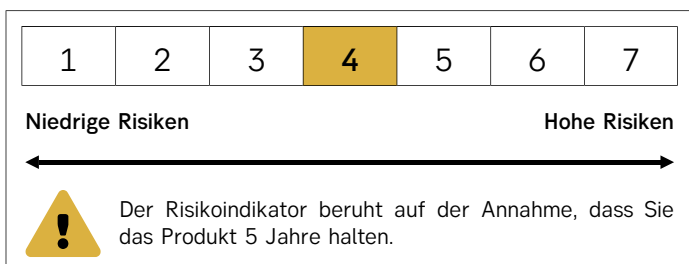 1 2 3 4 5 6 7
Niedrige Risiken Hohe Risiken
Der Risikoindikator beruht auf der Annahme, dass Sie
das Produkt 5 Jahre halten.